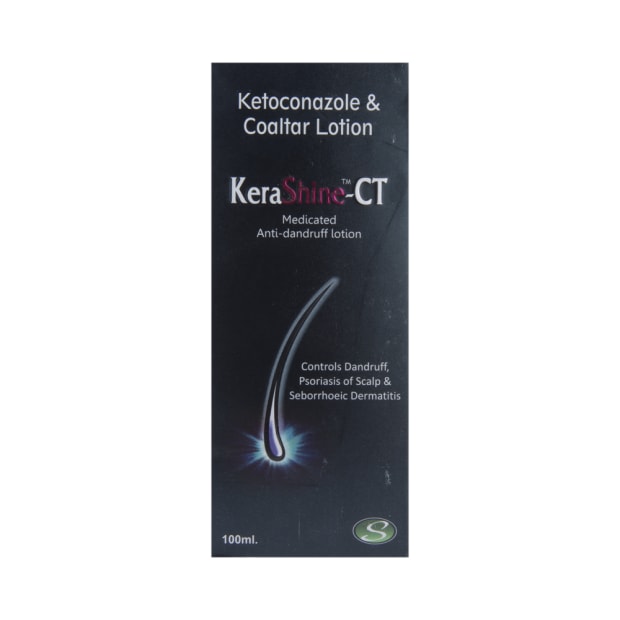 Ketoconazole &
Coaltar Lotion
KeraShine™-CT
Medicated
Anti-dandruff lotion
Controls Dandruff,
Psoriasis of Scalp &
Seborrhoeic Dermatitis
100ml.
S